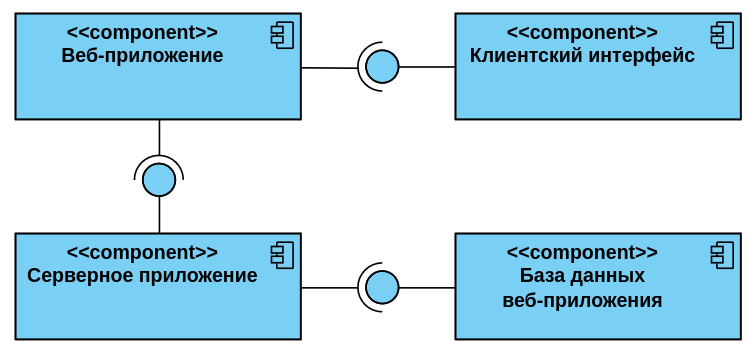 <<component>>
Веб-приложение
<<component>>
Клиентский интерфейс
<<component>>
Серверное приложение
<<component>>
База данных
веб-приложения